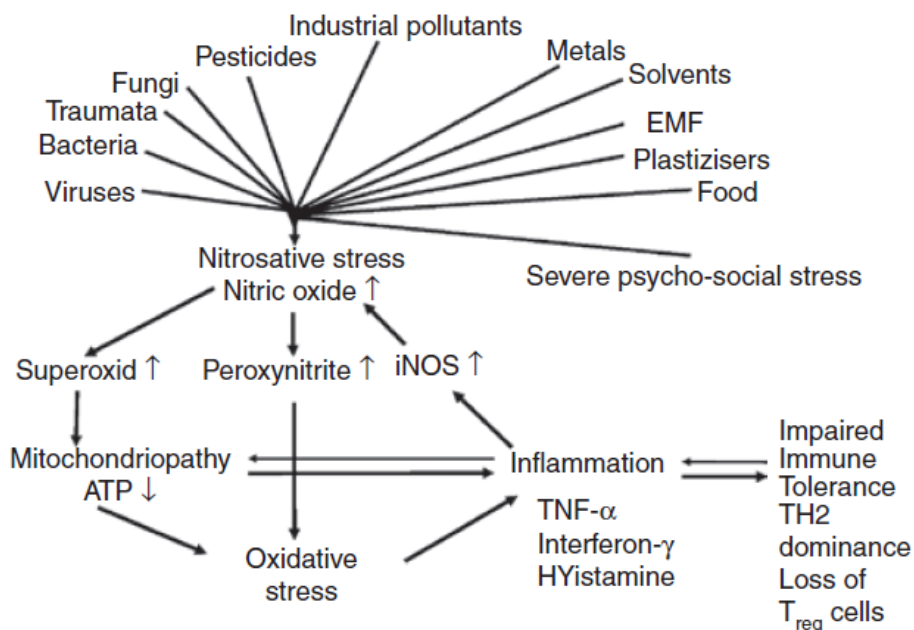 Industrial pollutants
Pesticides
Metals
Fungi
Solvents
Traumata
EMF
Bacteria
Plastizisers
Viruses
Food
Nitrosative stress
Nitric oxide ↑
Severe psycho-social stress
Superoxid ↑
Peroxynitrite ↑
iNOS ↑
Mitochondriopathy
ATP ↓
Inflammation
TNF-α
Interferon-γ
HYistamine
Impaired
Immune
Tolerance
TH2
dominance
Loss of
Treg cells
Oxidative
stress